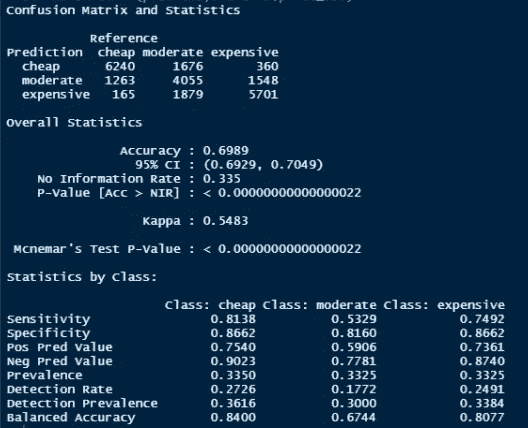 Confusion Matrix and Statistics
Reference
Prediction cheap moderate expensive
cheap 6240 1676 360
moderate 1263 4055 1548
expensive 165 1879 5701
Overall Statistics
Accuracy : 0.6989
95% CI : (0.6929, 0.7049)
No Information Rate : 0.335
P-Value [Acc > NIR] : < 0.00000000000000022
Kappa : 0.5483
Mcnemar's Test P-Value : < 0.00000000000000022
Statistics by Class:
Class: cheap Class: moderate Class: expensive
Sensitivity 0.8138 0.5329 0.7492
Specificity 0.8662 0.8160 0.8662
Pos Pred Value 0.7540 0.5906 0.7361
Neg Pred Value 0.9023 0.7781 0.8740
Prevalence 0.3350 0.3325 0.3325
Detection Rate 0.2726 0.1772 0.2491
Detection Prevalence 0.3616 0.3000 0.3384
Balanced Accuracy 0.8400 0.6744 0.8077